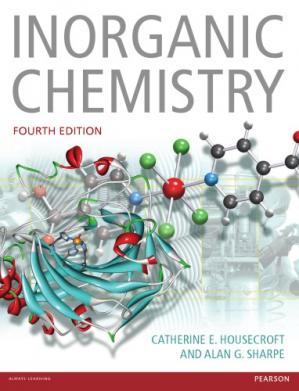 INORGANIC
CHEMISTRY
FOURTH EDITION
CATHERINE E. HOUSECROFT
AND ALAN G. SHARPE
ALWAYS LEARNING
PEARSON